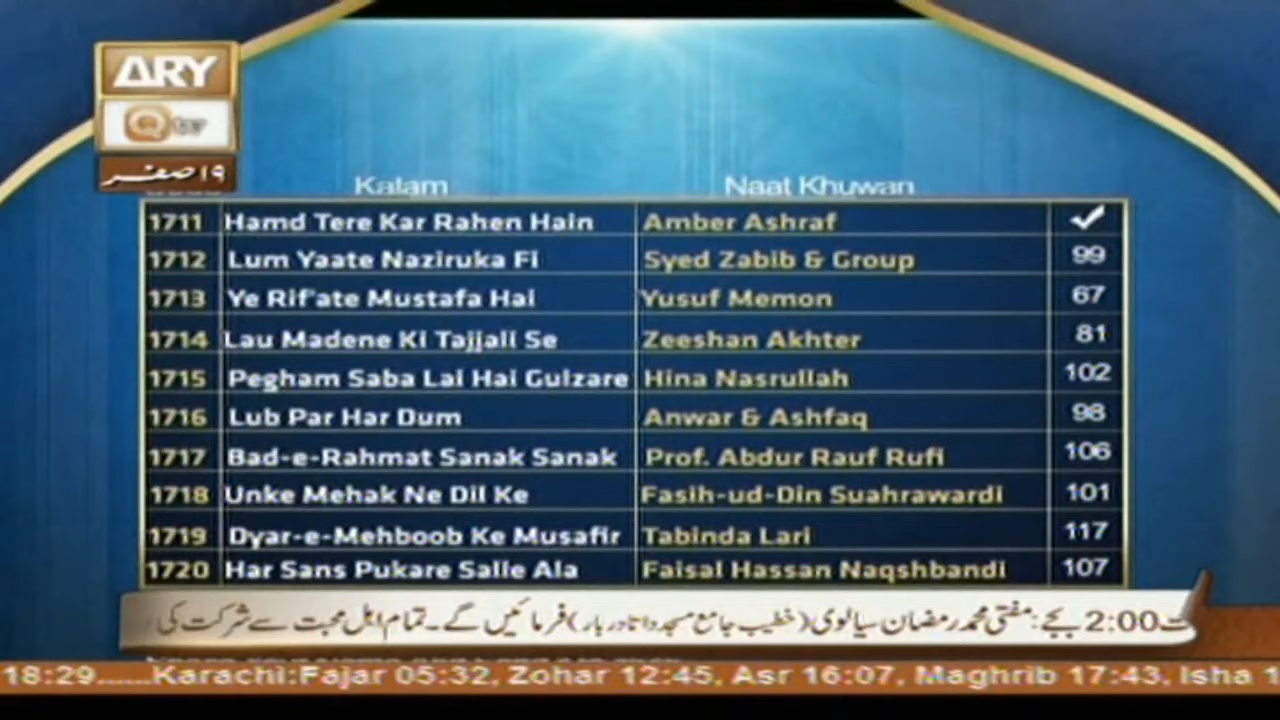 ARY
Qtv
۱۹ صفر
Kalam Naat Khuwan
1711 Hamd Tere Kar Rahen Hain Amber Ashraf ✓
1712 Lum Yaate Naziruka Fi Syed Zabib & Group 99
1713 Ye Rif'ate Mustafa Hai Yusuf Memon 67
1714 Lau Madene Ki Tajjali Se Zeeshan Akhter 81
1715 Pegham Saba Lai Hai Gulzare Hina Nasrullah 102
1716 Lub Par Har Dum Anwar & Ashfaq 98
1717 Bad-e-Rahmat Sanak Sanak Prof. Abdur Rauf Rufi 106
1718 Unke Mehak Ne Dil Ke Fasih-ud-Din Suahrawardi 101
1719 Dyar-e-Mehboob Ke Musafir Tabinda Lari 117
1720 Har Sans Pukare Salle Ala Faisal Hassan Naqshbandi 107
2:00 بجے: مفتی محمد رمضان سیالوی (خطیب جامع مسجد داتا دربار) فرمائیں گے۔ تمام اہل محبت سے شرکت کی
18:29......Karachi:Fajar 05:32, Zohar 12:45, Asr 16:07, Maghrib 17:43, Isha 1